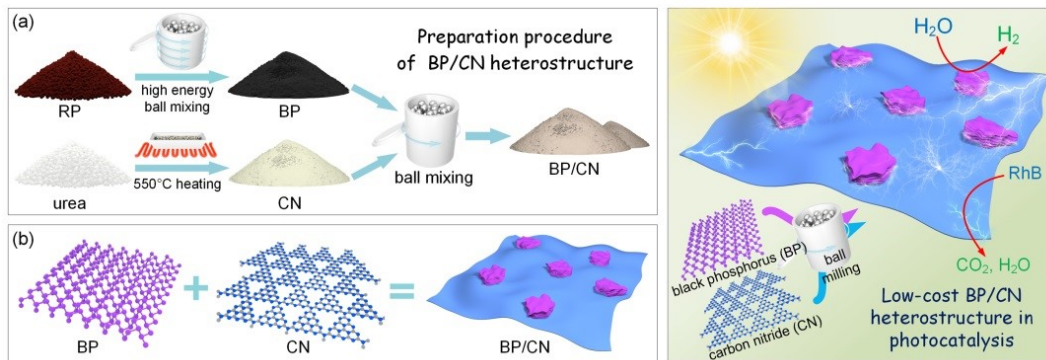 (a)
Preparation procedure
of BP/CN heterostructure
high energy
ball mixing
RP
BP
550°C heating
urea
CN
ball mixing
BP/CN
(b)
BP
CN
BP/CN
H₂O
H₂
RhB
CO₂, H₂O
black phosphorus (BP)
ball
milling
carbon nitride (CN)
Low-cost BP/CN
heterostructure in
photocatalysis